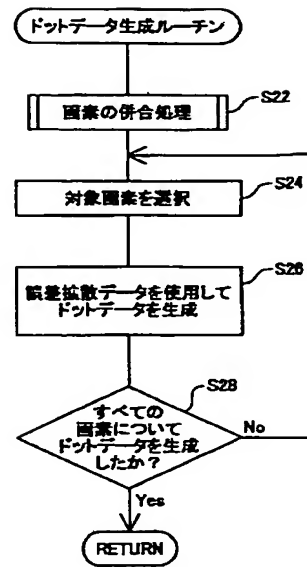 ドットデータ生成ルーチン
S22
画素の併合処理
S24
対象画素を選択
S26
誤差拡散データを使用して
ドットデータを生成
S28
すべての
画素について
ドットデータを生成
したか？
No
Yes
RETURN